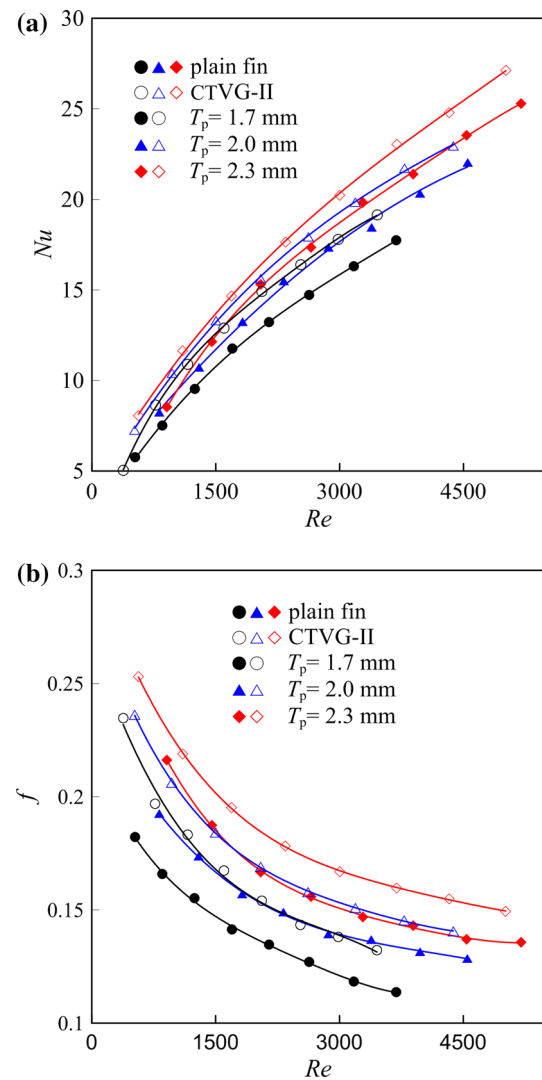 (a)
30
25
20
15
10
5
Nu
plain fin
CTVG-II
Tp= 1.7 mm
Tp= 2.0 mm
Tp= 2.3 mm
0 1500 3000 4500
Re
(b)
0.3
0.25
0.2
0.15
0.1
f
plain fin
CTVG-II
Tp= 1.7 mm
Tp= 2.0 mm
Tp= 2.3 mm
0 1500 3000 4500
Re